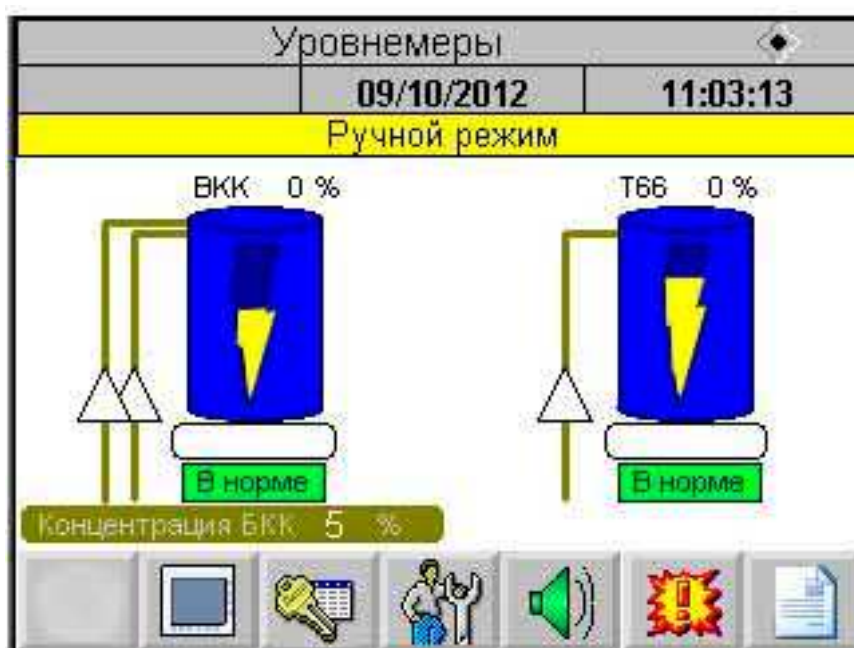 Уровнемеры
09/10/2012 11:03:13
Ручной режим
ВКК 0 % Т66 0 %
В норме В норме
Концентрация БКК 5 %